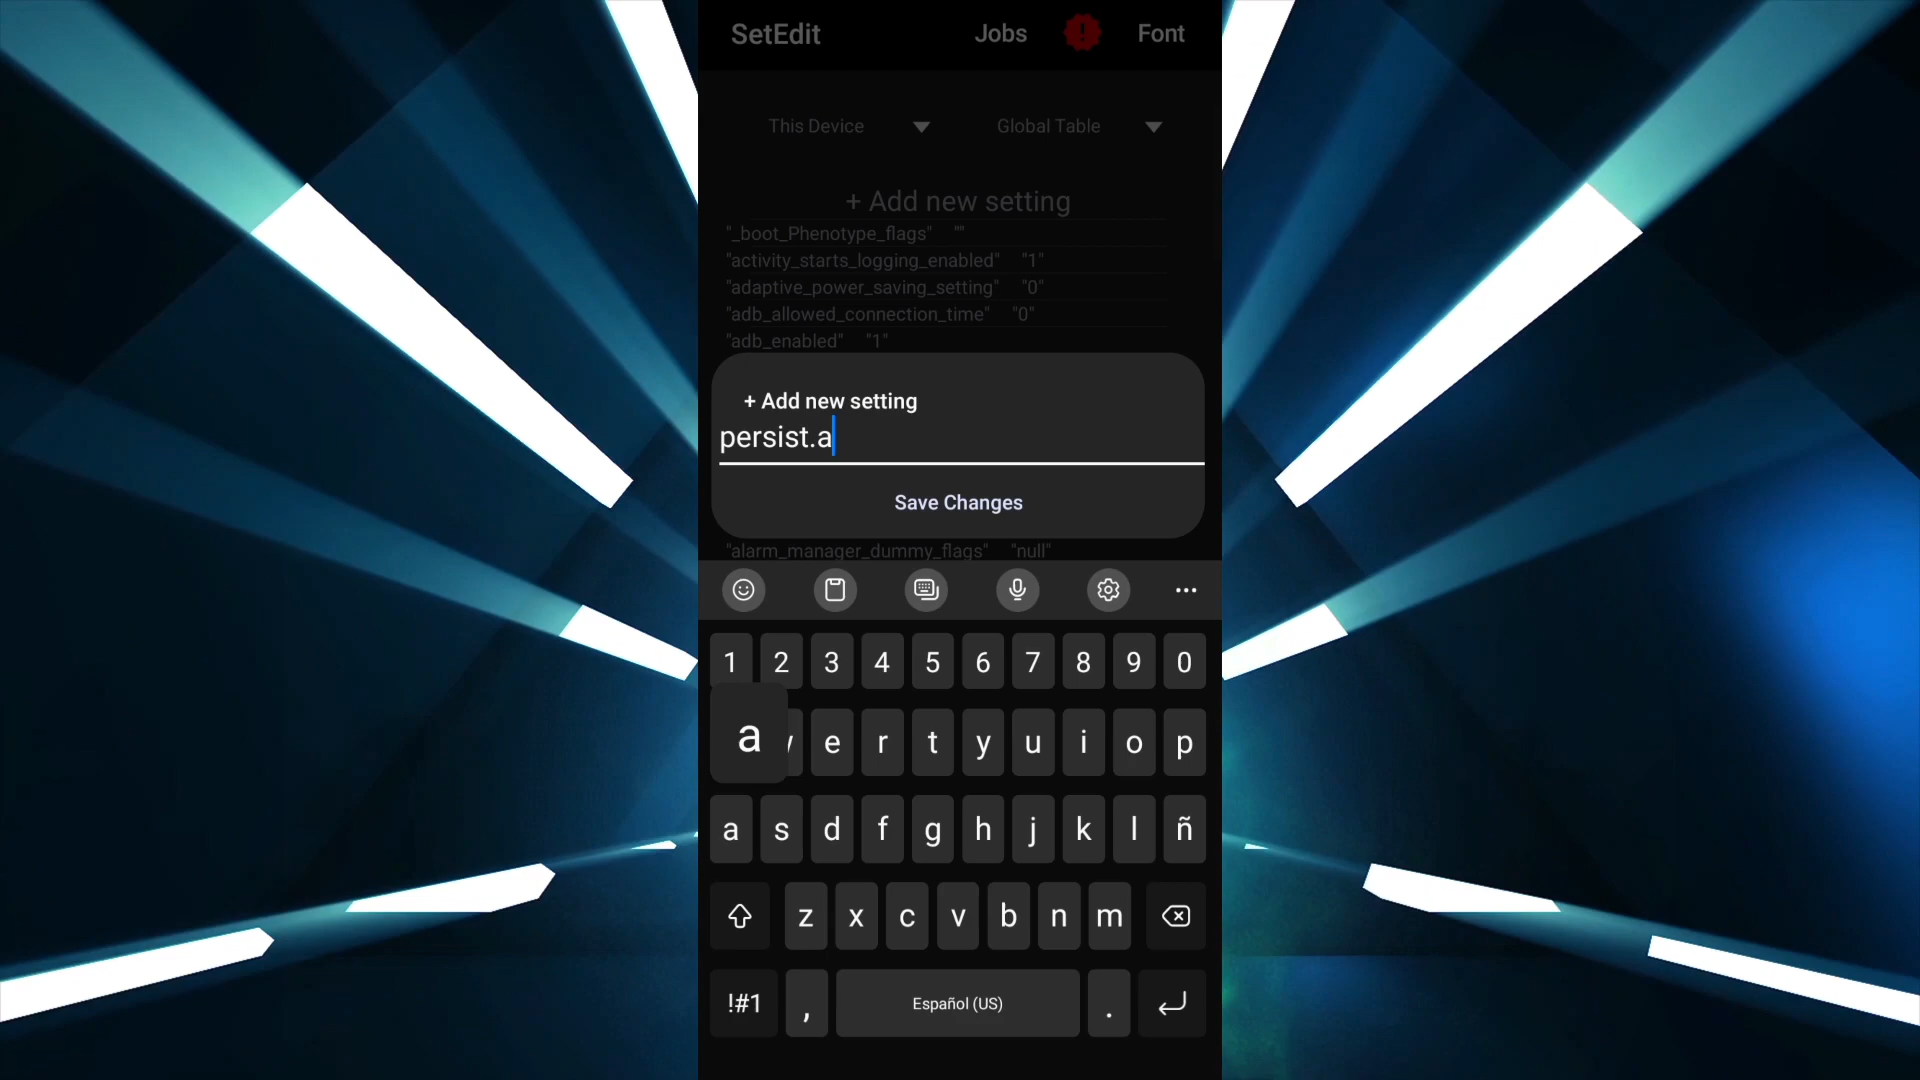 SetEdit Jobs Font
This Device Global Table
+ Add new setting
"_boot_Phenotype_flags" ""
"activity_starts_logging_enabled" "1"
"adaptive_power_saving_setting" "0"
"adb_allowed_connection_time" "0"
"adb_enabled" "1"
+ Add new setting
persist.a
Save Changes
"alarm_manager_dummy_flags" "null"
1 2 3 4 5 6 7 8 9 0
a e r t y u i o p
a s d f g h j k l ñ
z x c v b n m
!#1 , Español (US) .